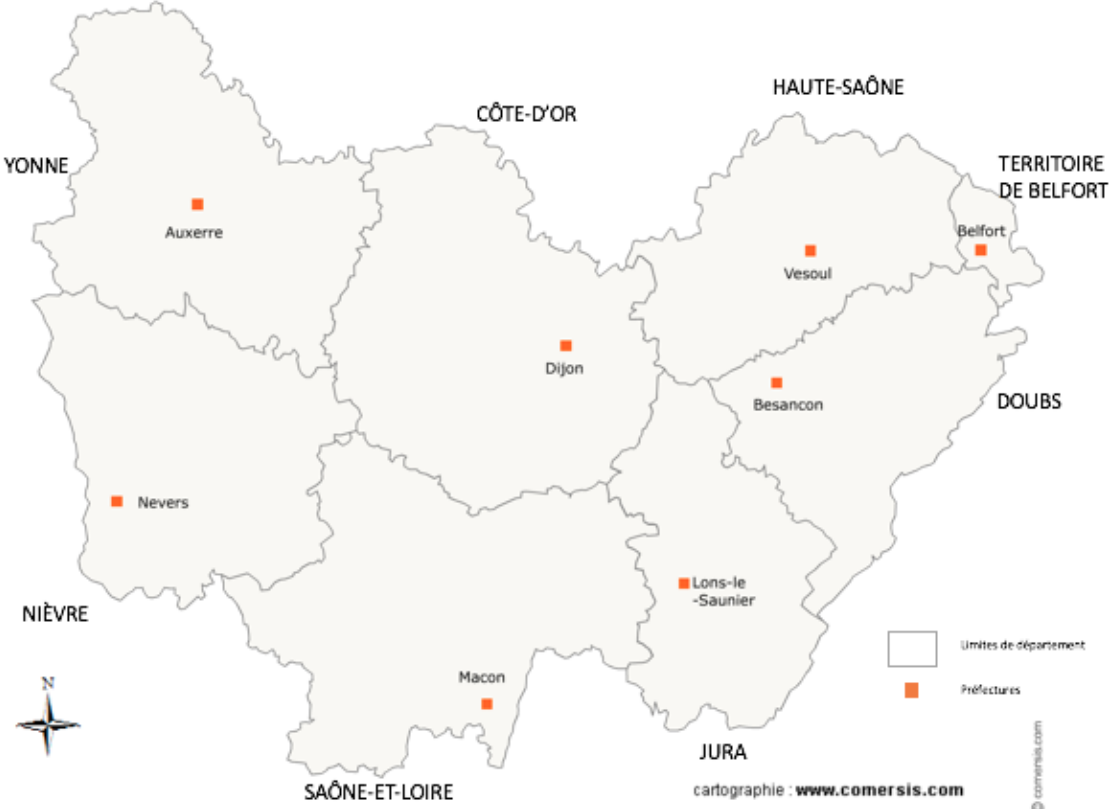 HAUTE-SAÔNE
CÔTE-D'OR
YONNE
TERRITOIRE
DE BELFORT
Auxerre
Belfort
Vesoul
Dijon
Besancon
DOUBS
Nevers
Lons-le
-Saunier
NIÈVRE
Limites de département
Macon
N
Préfectures
JURA
SAÔNE-ET-LOIRE
cartographie : www.comersis.com
© comersis.com